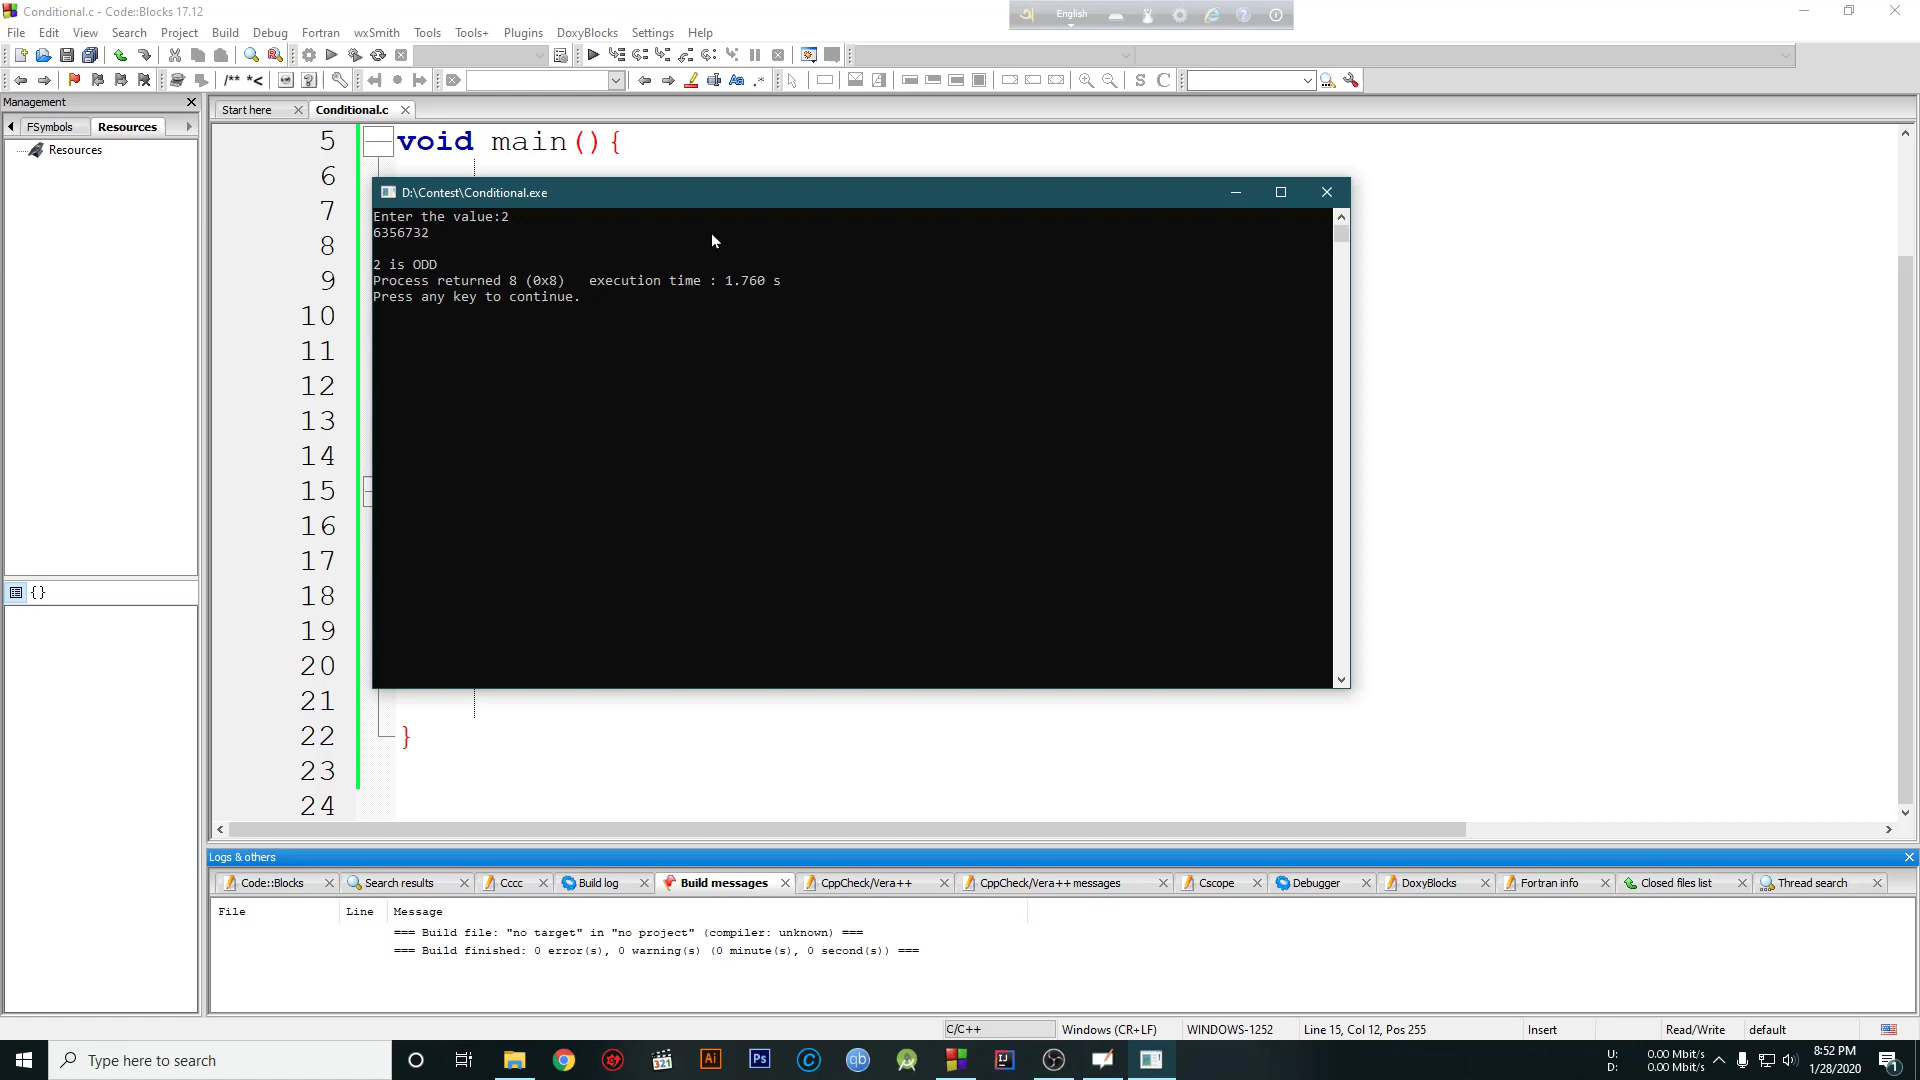 Conditional.c - Code::Blocks 17.12
English
File Edit View Search Project Build Debug Fortran wxSmith Tools Tools+ Plugins DoxyBlocks Settings Help
/** *<
S C
Management
Start here
Conditional.c
FSymbols
Resources
Resources
5 void main(){
6
D:\Contest\Conditional.exe
7
Enter the value:2
6356732
8
2 is ODD
9
Process returned 8 (0x8) execution time : 1.760 s
Press any key to continue.
10
11
12
13
14
15
16
17
18
{}
19
20
21
22 }
23
24
Logs & others
Code::Blocks
Search results
Cccc
Build log
Build messages
CppCheck/Vera++
CppCheck/Vera++ messages
Cscope
Debugger
DoxyBlocks
Fortran info
Closed files list
Thread search
File Line Message
=== Build file: "no target" in "no project" (compiler: unknown) ===
=== Build finished: 0 error(s), 0 warning(s) (0 minute(s), 0 second(s)) ===
C/C++ Windows (CR+LF) WINDOWS-1252 Line 15, Col 12, Pos 255 Insert Read/Write default
Type here to search
321
Ai
Ps
qb
IJ
U: 0.00 Mbit/s
D: 0.00 Mbit/s
8:52 PM
1/28/2020
1